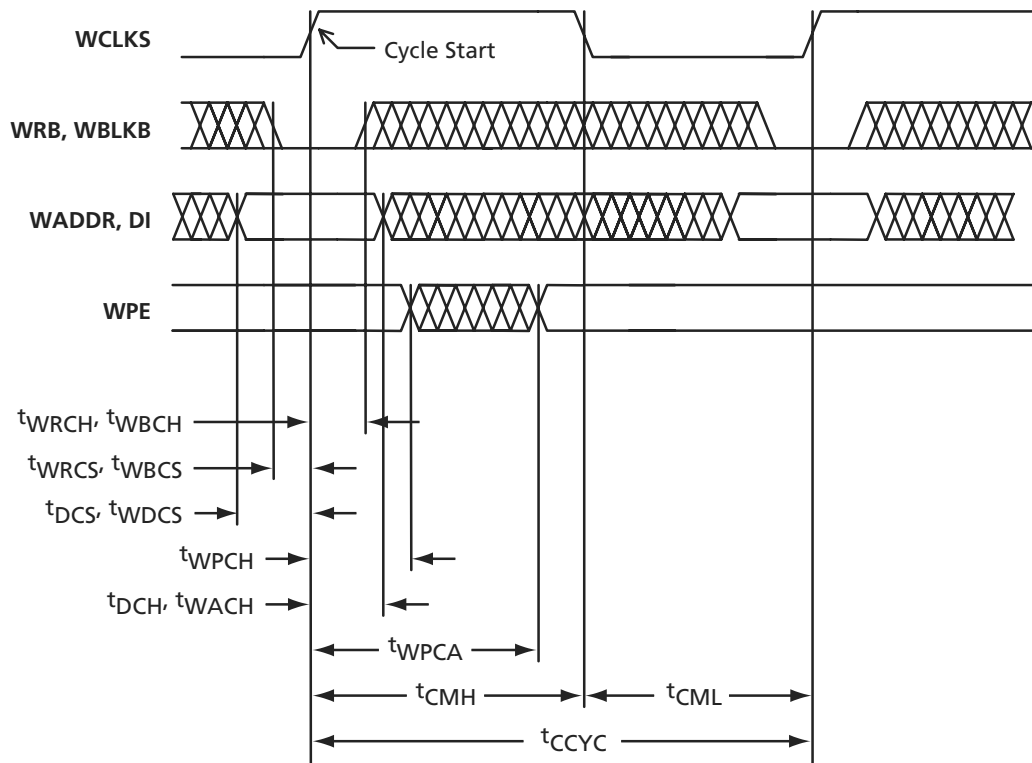 WCLKS
Cycle Start
WRB, WBLKB
WADDR, DI
WPE
tWRCH, tWBCH
tWRCS, tWBCS
tDCS, tWDCS
tWPCH
tDCH, tWACH
tWPCA
tCMH
tCML
tCCYC